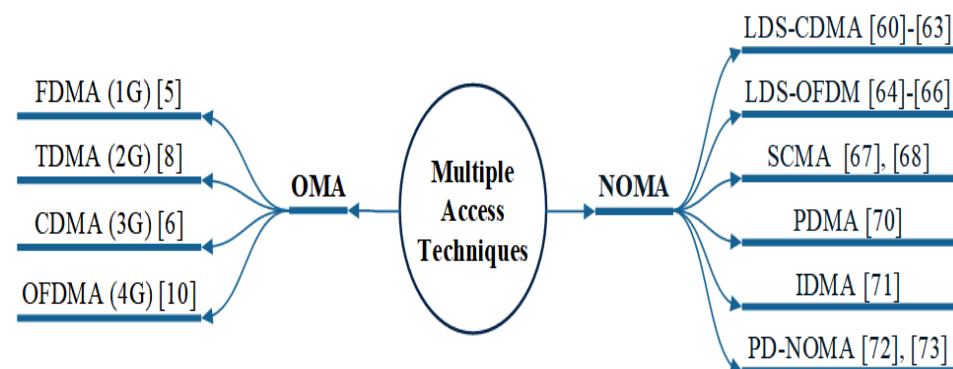 FDMA (1G) [5]
TDMA (2G) [8]
CDMA (3G) [6]
OFDMA (4G) [10]
OMA
Multiple
Access
Techniques
NOMA
LDS-CDMA [60]-[63]
LDS-OFDM [64]-[66]
SCMA [67], [68]
PDMA [70]
IDMA [71]
PD-NOMA [72], [73]